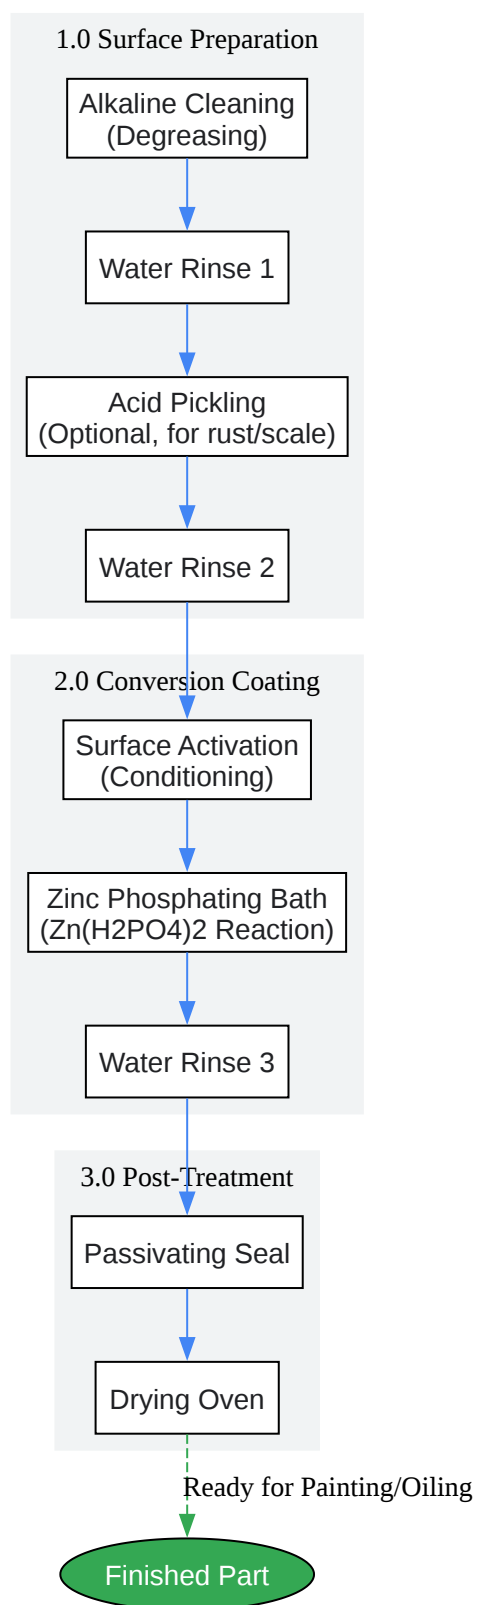 1.0 Surface Preparation
Alkaline Cleaning
(Degreasing)
Water Rinse 1
Acid Pickling
(Optional, for rust/scale)
Water Rinse 2
2.0 Conversion Coating
Surface Activation
(Conditioning)
Zinc Phosphating Bath
(Zn(H2PO4)2 Reaction)
Water Rinse 3
3.0 Post-Treatment
Passivating Seal
Drying Oven
Ready for Painting/Oiling
Finished Part